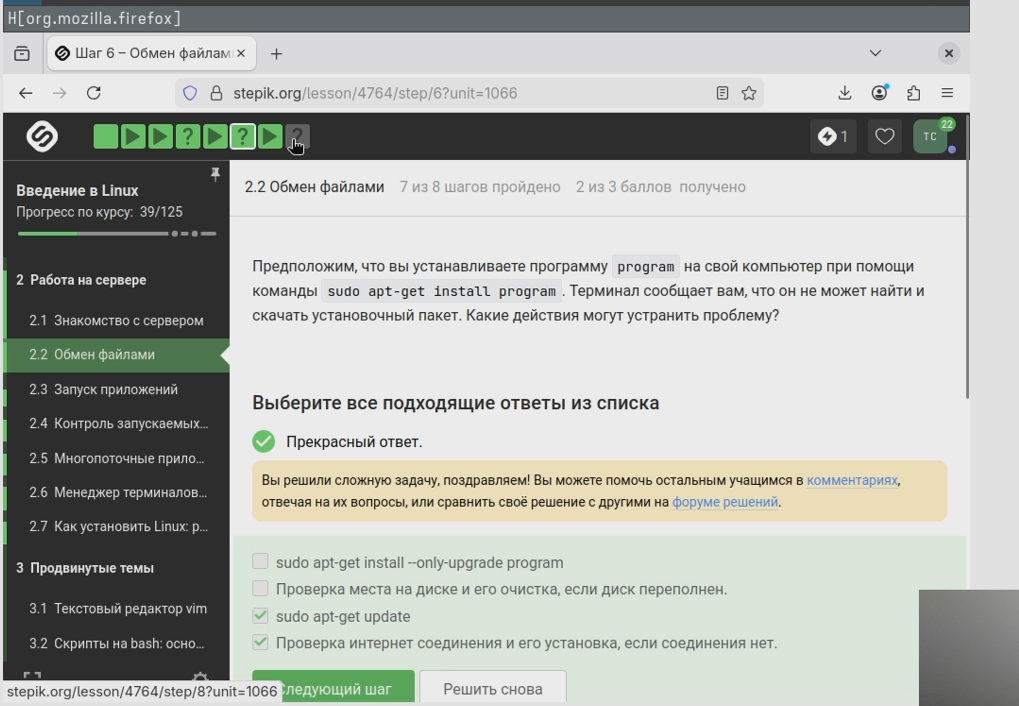 H[org.mozilla.firefox]
Шаг 6 – Обмен файлам
stepik.org/lesson/4764/step/6?unit=1066
? ? ?
1
ТС
22
Введение в Linux
Прогресс по курсу: 39/125
2 Работа на сервере
2.1 Знакомство с сервером
2.2 Обмен файлами
2.3 Запуск приложений
2.4 Контроль запускаемых...
2.5 Многопоточные прило...
2.6 Менеджер терминалов...
2.7 Как установить Linux: р...
3 Продвинутые темы
3.1 Текстовый редактор vim
3.2 Скрипты на bash: осно...
stepik.org/lesson/4764/step/8?unit=1066
2.2 Обмен файлами 7 из 8 шагов пройдено 2 из 3 баллов получено
Предположим, что вы устанавливаете программу program на свой компьютер при помощи
команды sudo apt-get install program. Терминал сообщает вам, что он не может найти и
скачать установочный пакет. Какие действия могут устранить проблему?
Выберите все подходящие ответы из списка
Прекрасный ответ.
Вы решили сложную задачу, поздравляем! Вы можете помочь остальным учащимся в комментариях,
отвечая на их вопросы, или сравнить своё решение с другими на форуме решений.
sudo apt-get install --only-upgrade program
Проверка места на диске и его очистка, если диск переполнен.
sudo apt-get update
Проверка интернет соединения и его установка, если соединения нет.
Следующий шаг Решить снова